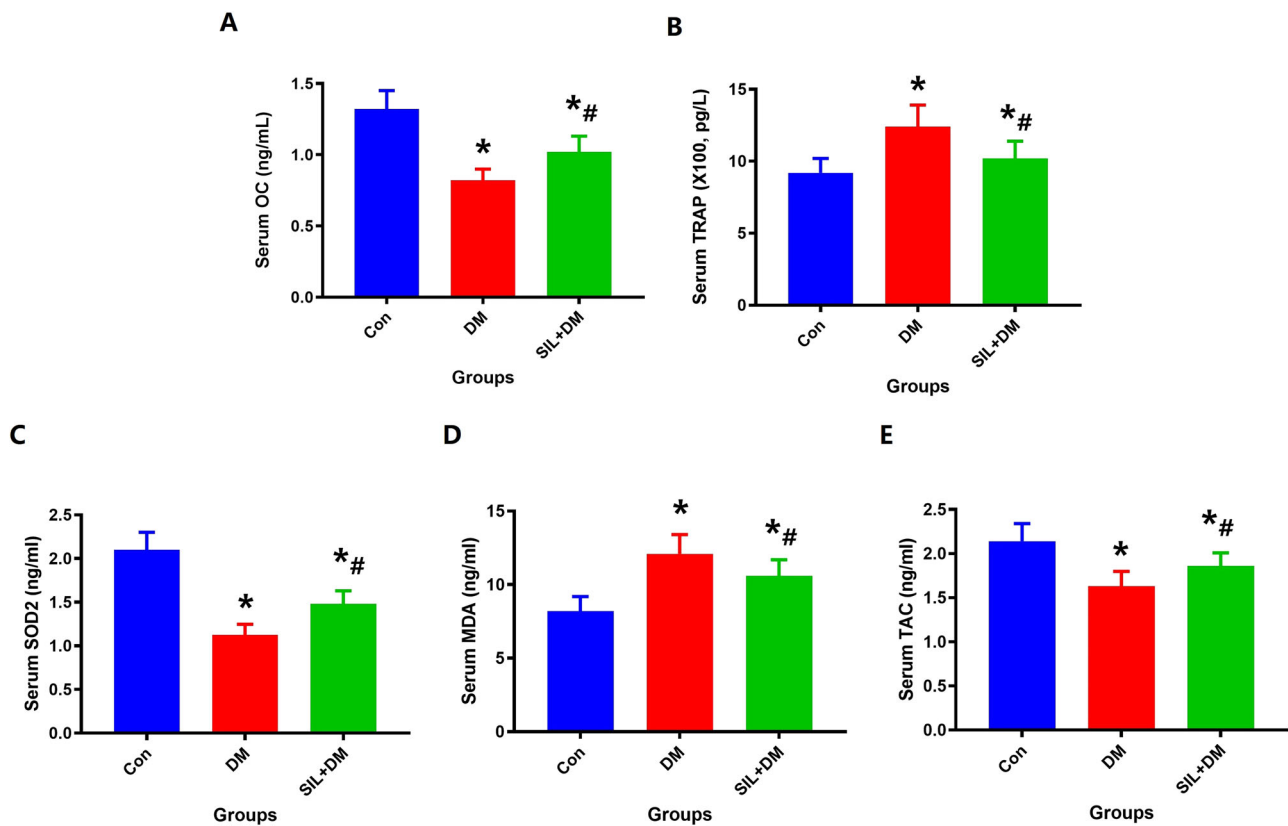 A
B
Serum OC (ng/mL)
1.5
1.0
0.5
0.0
*
*#
Con
DM
SIL+DM
Groups
Serum TRAP (X100, pg/L)
15
10
5
0
*
*#
Con
DM
SIL+DM
Groups
C
D
E
Serum SOD2 (ng/ml)
2.5
2.0
1.5
1.0
0.5
0.0
*
*#
Con
DM
SIL+DM
Groups
Serum MDA (ng/ml)
15
10
5
0
*
*#
Con
DM
SIL+DM
Groups
Serum TAC (ng/ml)
2.5
2.0
1.5
1.0
0.5
0.0
*
*#
Con
DM
SIL+DM
Groups